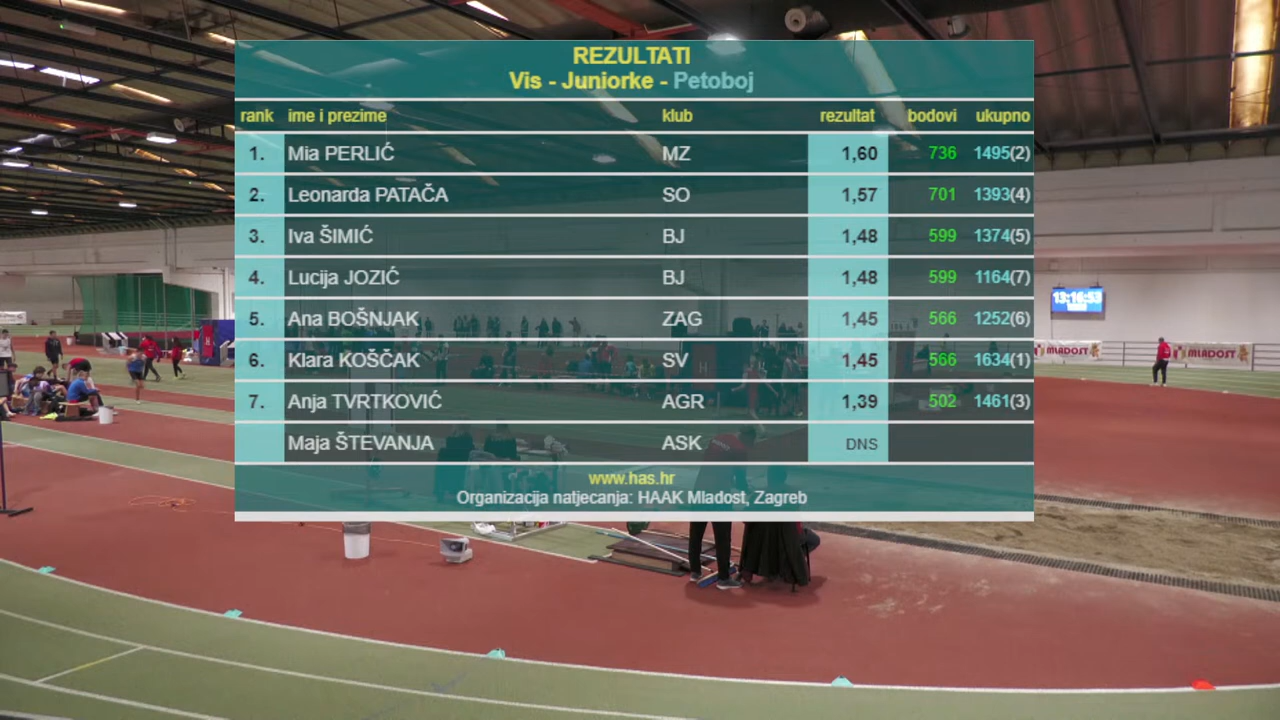 REZULTATI
Vis - Juniorke - Petoboj
rank ime i prezime klub rezultat bodovi ukupno
1. Mia PERLIĆ MZ 1,60 736 1495(2)
2. Leonarda PATAČA SO 1,57 701 1393(4)
3. Iva ŠIMIĆ BJ 1,48 599 1374(5)
4. Lucija JOZIĆ BJ 1,48 599 1164(7)
5. Ana BOŠNJAK ZAG 1,45 566 1252(6)
6. Klara KOŠČAK SV 1,45 566 1634(1)
7. Anja TVRTKOVIĆ AGR 1,39 502 1461(3)
Maja ŠTEVANJA ASK DNS
www.has.hr
Organizacija natjecanja: HAAK Mladost, Zagreb
13:16:53
MLADOST
MLADOST